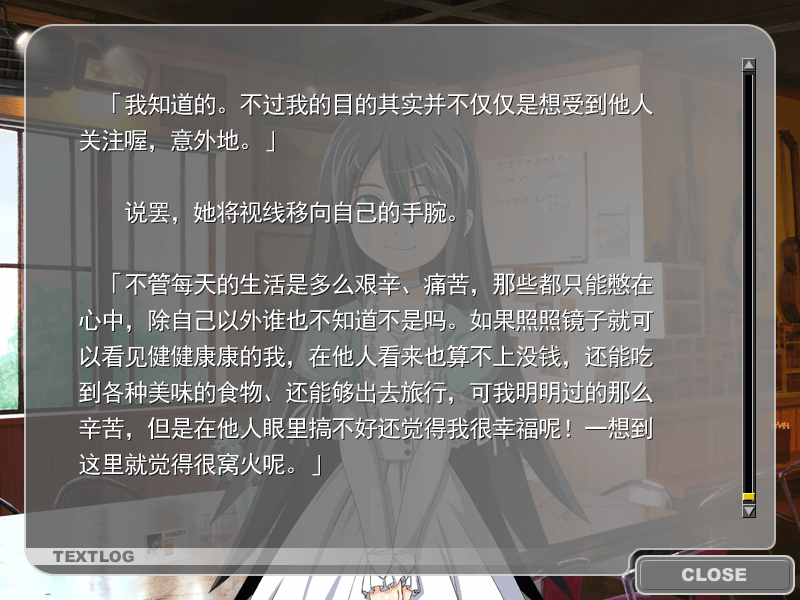 「我知道的。不过我的目的其实并不仅仅是想受到他人
关注喔，意外地。」
说罢，她将视线移向自己的手腕。
「不管每天的生活是多么艰辛、痛苦，那些都只能憋在
心中，除自己以外谁也不知道不是吗。如果照照镜子就可
以看见健健康康的我，在他人看来也算不上没钱，还能吃
到各种美味的食物、还能够出去旅行，可我明明过的那么
辛苦，但是在他人眼里搞不好还觉得我很幸福呢！一想到
这里就觉得很窝火呢。」
TEXTLOG
CLOSE